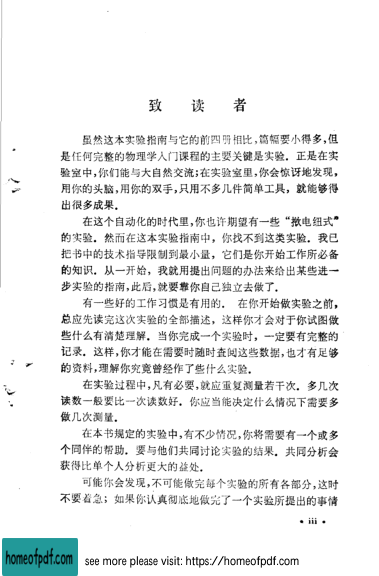 致 读 者
虽然这本实验指南与它的前四册相比，篇幅要小得多，但
是任何完整的物理学入门课程的主要关键是实验。正是在实
验室中，你们能与大自然交流；在实验室里，你会惊讶地发现，
用你的头脑，用你的双手，只用不多几件简单工具，就能够得
出很多成果。
在这个自动化的时代里，你也许期望有一些“揿电纽式”
的实验。然而在这本实验指南中，你找不到这类实验。我已
把书中的技术指导限制到最小量，它们是你开始工作所必备
的知识。从一开始，我就用提出问题的办法来给出某些进一
步实验的指南，此后，就要靠你自己独立去做了。
有一些好的工作习惯是有用的。在你开始做实验之前，
总应先读完这次实验的全部描述，这样你才会对于你试图做
些什么有清楚理解。当你完成一个实验时，一定要有完整的
记录。这样，你才能在需要时随时查阅这些数据，也才有足够
的资料，理解你究竟曾经作了些什么实验。
在实验过程中，凡有必要，就应重复测量若干次。多几次
读数一般要比一次读数好。你应当能决定什么情况下需要多
做几次测量。
在本书规定的实验中，有不少情况，你将需要有一个或多
个同伴的帮助。要与他们共同讨论实验的结果。共同分析会
获得比单个人分析更大的益处。
可能你会发现，不可能做完每个实验的所有各部分，这时
不要着急；如果你认真彻底地做完了一个实验所提出的事情
• iii •
homeofpdf.com
see more please visit: https://homeofpdf.com